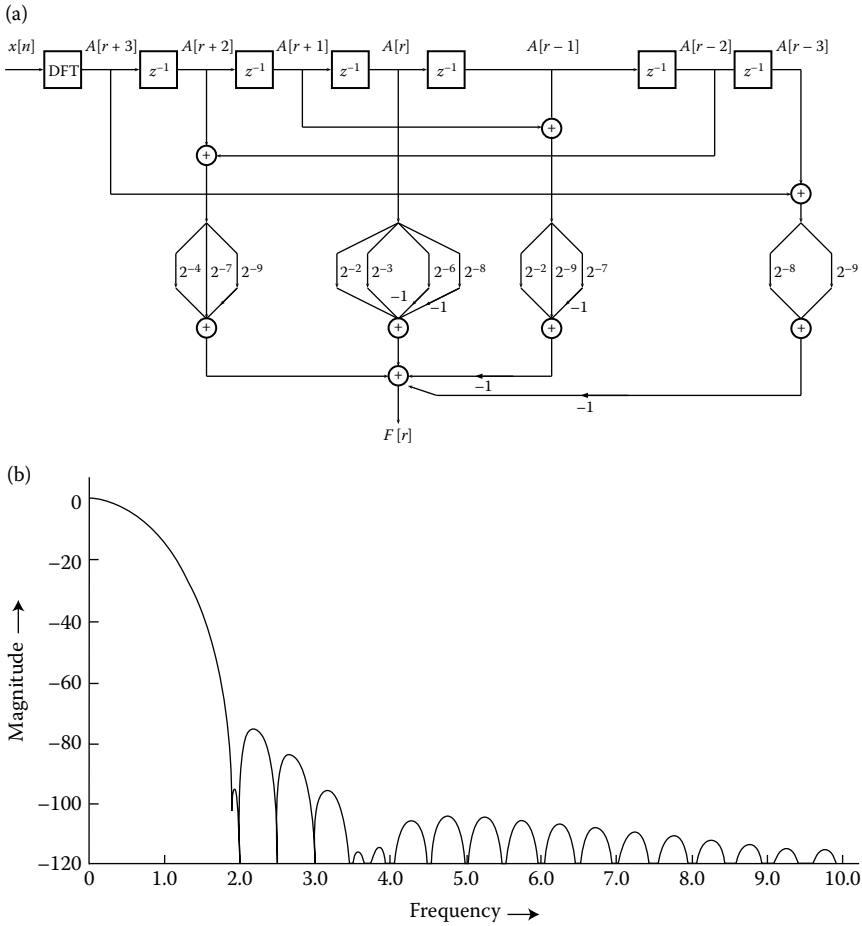 (a)
x[n] A[r + 3] A[r + 2] A[r + 1] A[r] A[r − 1] A[r − 2] A[r − 3]
DFT z⁻¹ z⁻¹ z⁻¹ z⁻¹ z⁻¹ z⁻¹
+
+
+
2⁻⁴ 2⁻⁷ 2⁻⁹ 2⁻² 2⁻³ 2⁻⁶ 2⁻⁸ 2⁻² 2⁻⁹ 2⁻⁷ 2⁻⁸ 2⁻⁹
−1 −1 −1
+ + + +
+ −1
−1
F[r]
(b)
0
−20
−40
−60
−80
−100
−120
Magnitude
0 1.0 2.0 3.0 4.0 5.0 6.0 7.0 8.0 9.0 10.0
Frequency